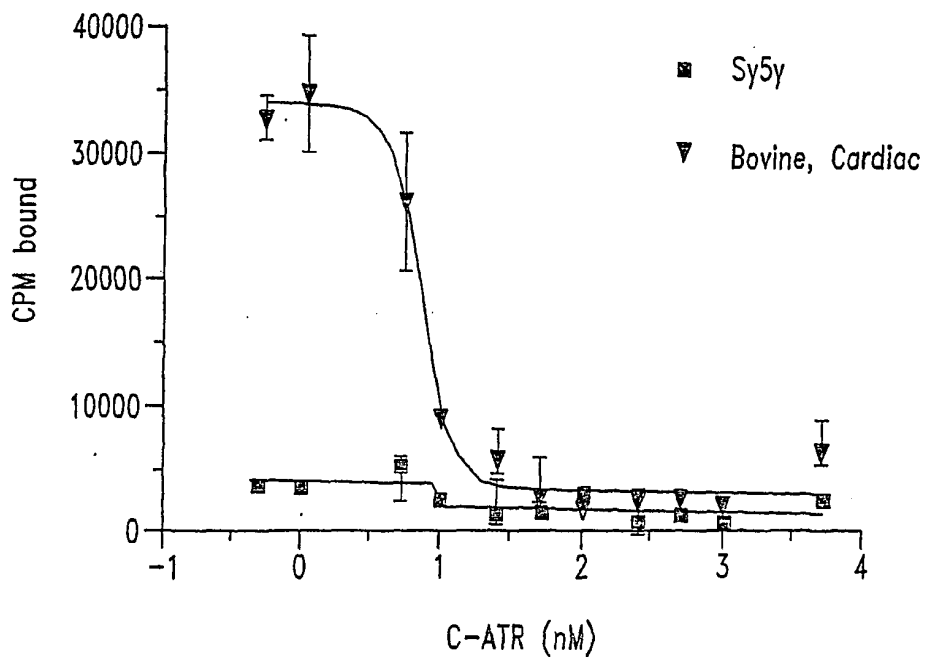 40000
30000
20000
10000
0
CPM bound
-1
0
1
2
3
4
C-ATR (nM)
Sy5y
Bovine, Cardiac